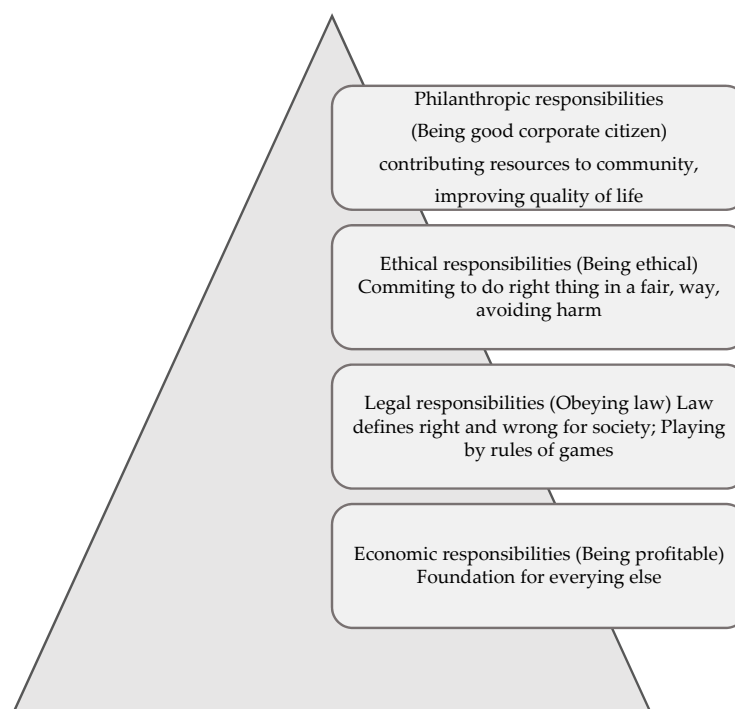 Philanthropic responsibilities
(Being good corporate citizen)
contributing resources to community,
improving quality of life
Ethical responsibilities (Being ethical)
Commiting to do right thing in a fair, way,
avoiding harm
Legal responsibilities (Obeying law) Law
defines right and wrong for society; Playing
by rules of games
Economic responsibilities (Being profitable)
Foundation for everying else